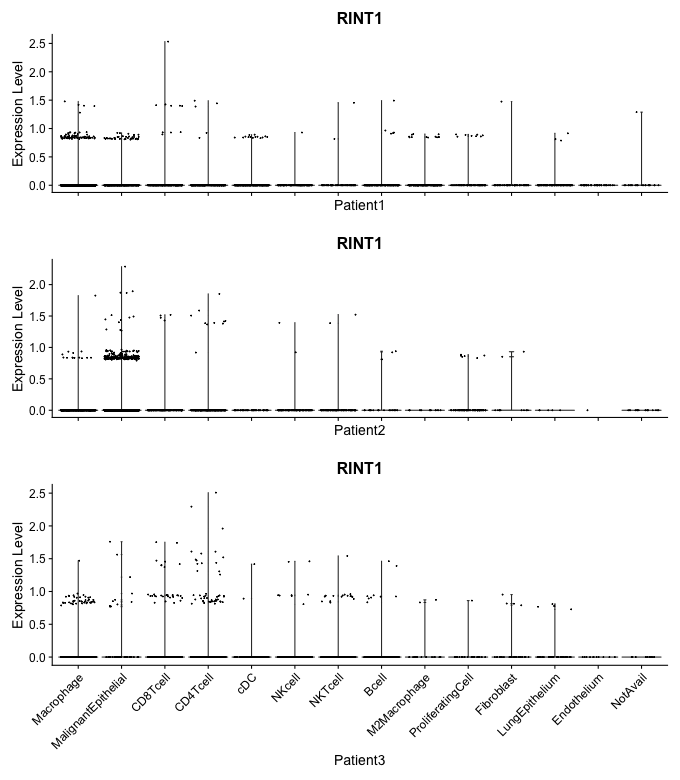 RINT1
Expression Level
2.5
2.0
1.5
1.0
0.5
0.0
Patient1
RINT1
Expression Level
2.0
1.5
1.0
0.5
0.0
Patient2
RINT1
Expression Level
2.5
2.0
1.5
1.0
0.5
0.0
Macrophage
MalignantEpithelial
CD8Tcell
CD4Tcell
cDC
NKcell
NKTcell
Bcell
M2Macrophage
ProliferatingCell
Fibroblast
LungEpithelium
Endothelium
NotAvail
Patient3